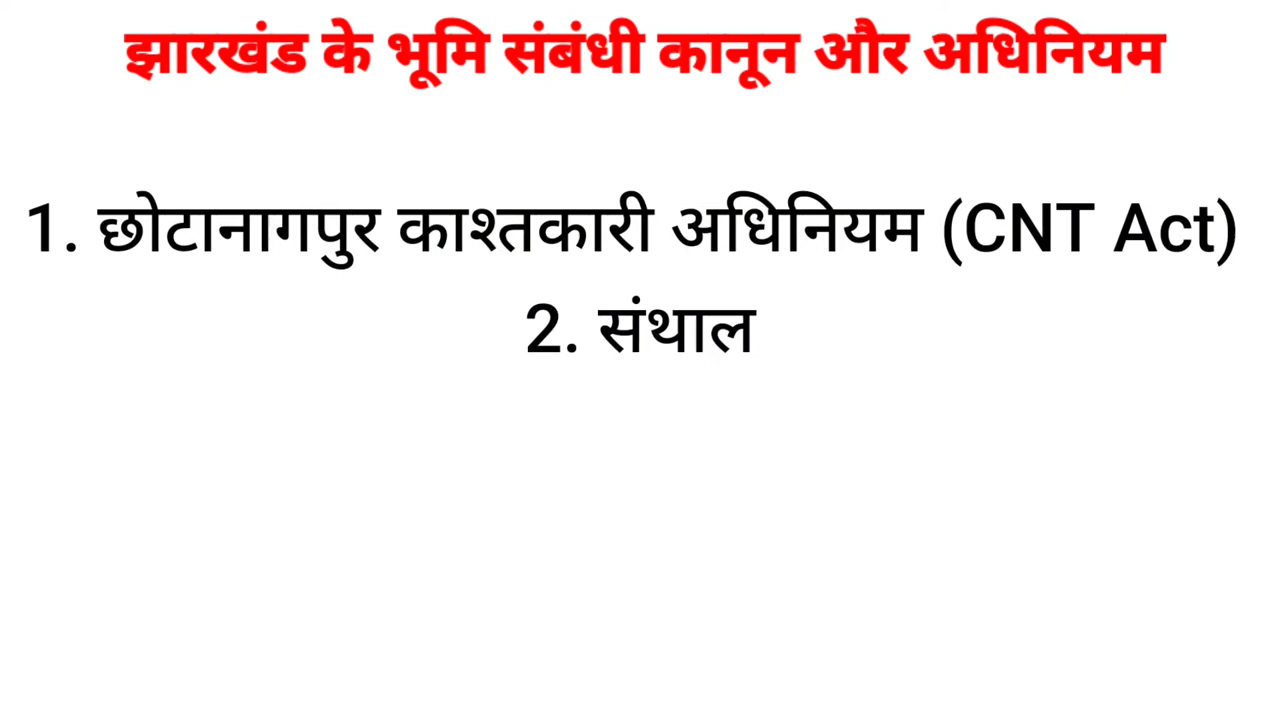 झारखंड के भूमि संबंधी कानून और अधिनियम
1. छोटानागपुर काश्तकारी अधिनियम (CNT Act)
2. संथाल